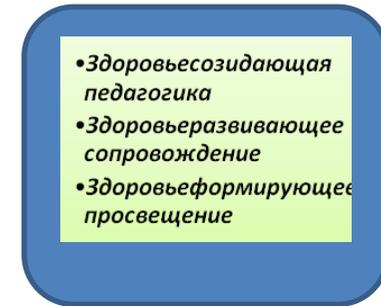 •Здоровьесозидающая
педагогика
•Здоровьеразвивающее
сопровождение
•Здоровьеформирующее
просвещение